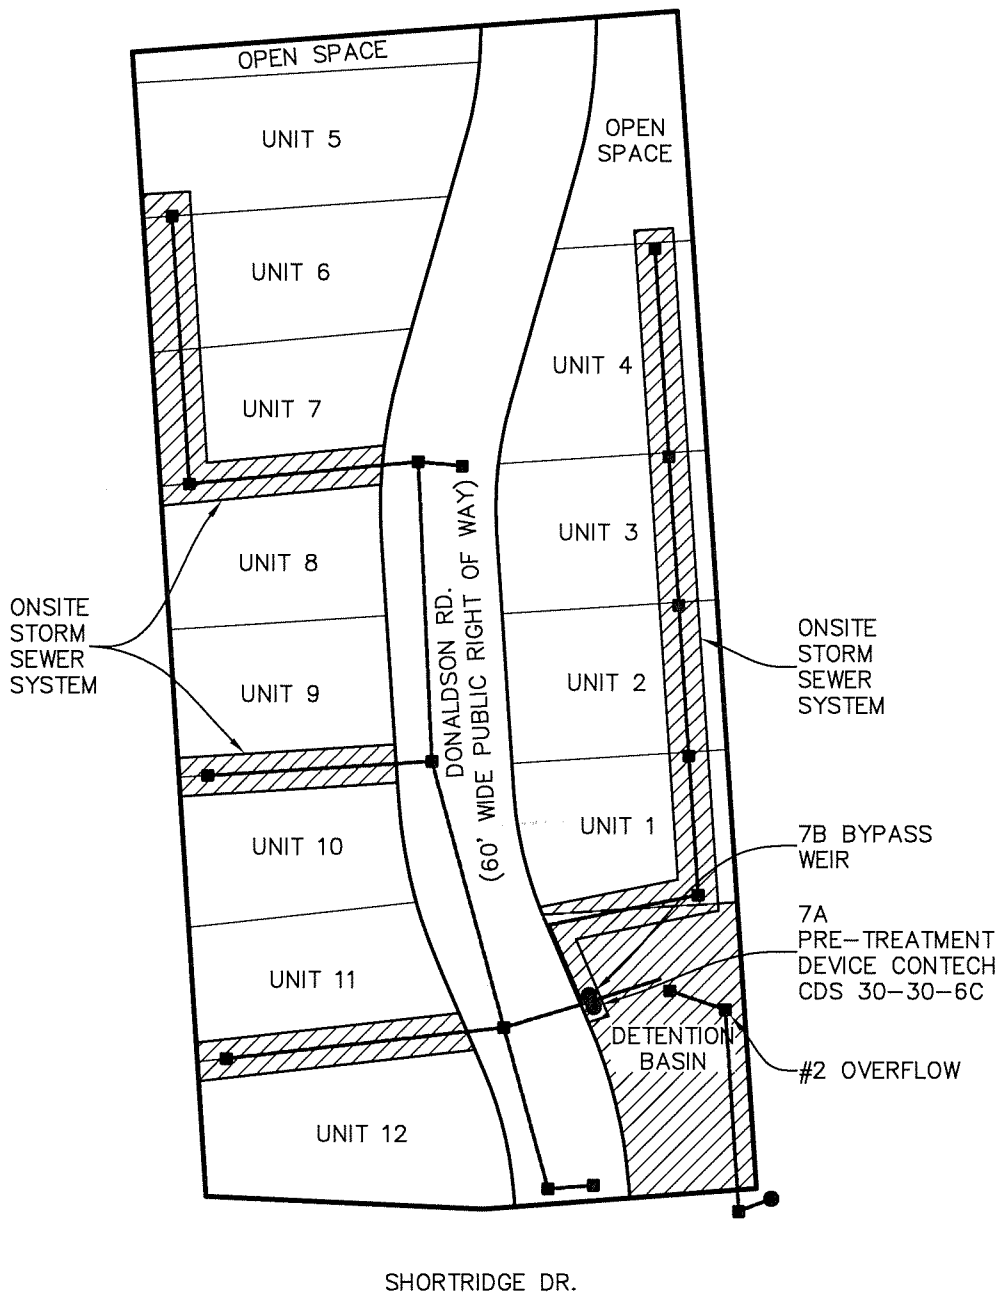 OPEN SPACE
UNIT 5
OPEN
SPACE
UNIT 6
UNIT 4
UNIT 7
UNIT 8
UNIT 3
ONSITE
STORM
SEWER
SYSTEM
DONALDSON RD.
(60' WIDE PUBLIC RIGHT OF WAY)
ONSITE
STORM
SEWER
SYSTEM
UNIT 9
UNIT 2
UNIT 10
UNIT 1
7B BYPASS
WEIR
7A
PRE-TREATMENT
DEVICE CONTECH
CDS 30-30-6C
UNIT 11
DETENTION
BASIN
#2 OVERFLOW
UNIT 12
SHORTRIDGE DR.